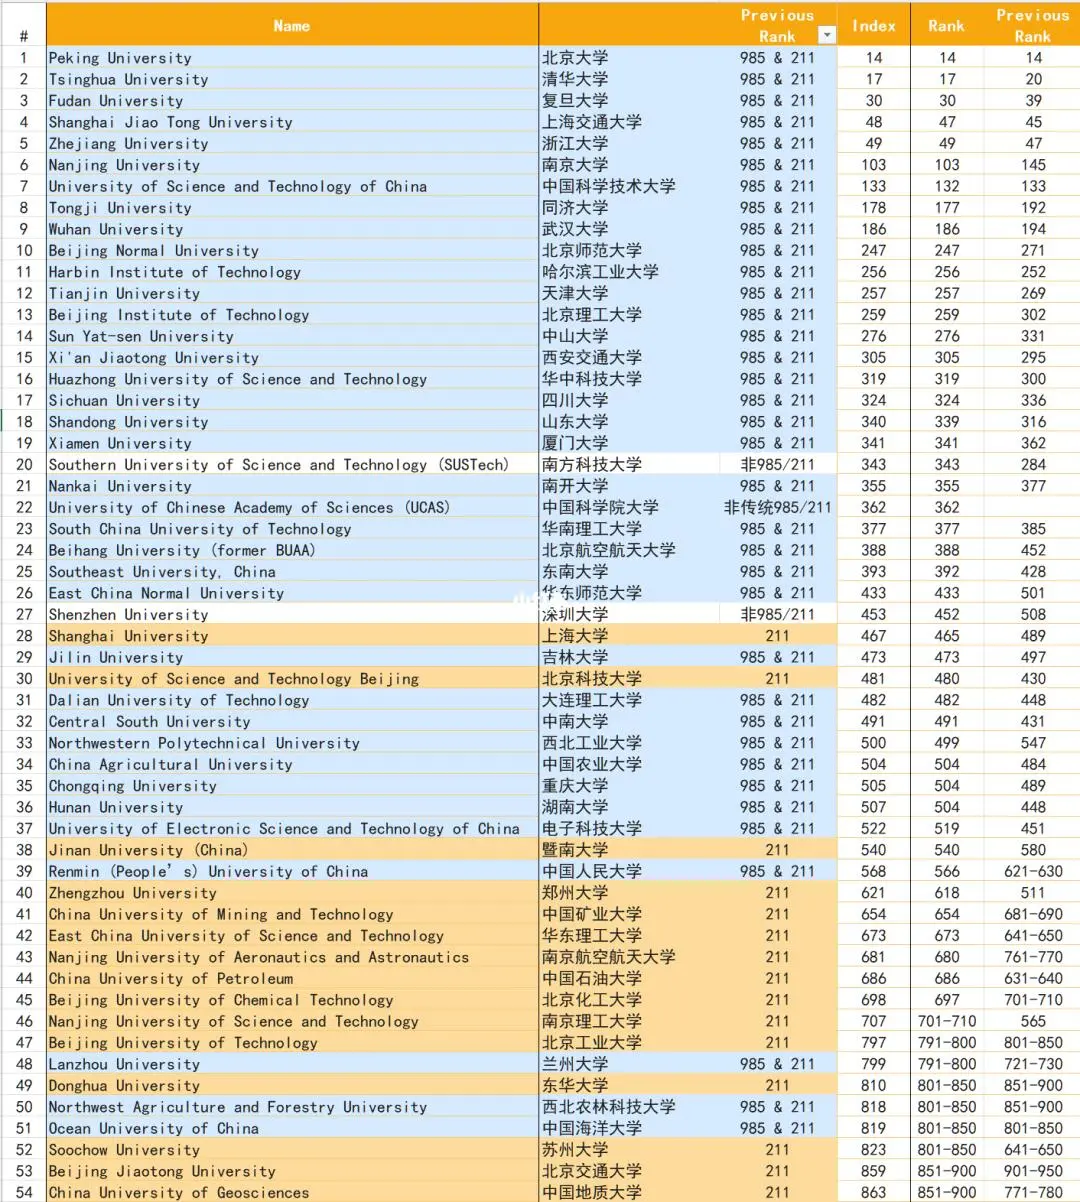 # Name Previous Rank Index Rank Previous Rank
1 Peking University 北京大学 985 & 211 14 14 14
2 Tsinghua University 清华大学 985 & 211 17 17 20
3 Fudan University 复旦大学 985 & 211 30 30 39
4 Shanghai Jiao Tong University 上海交通大学 985 & 211 48 47 45
5 Zhejiang University 浙江大学 985 & 211 49 49 47
6 Nanjing University 南京大学 985 & 211 103 103 145
7 University of Science and Technology of China 中国科学技术大学 985 & 211 133 132 133
8 Tongji University 同济大学 985 & 211 178 177 192
9 Wuhan University 武汉大学 985 & 211 186 186 194
10 Beijing Normal University 北京师范大学 985 & 211 247 247 271
11 Harbin Institute of Technology 哈尔滨工业大学 985 & 211 256 256 252
12 Tianjin University 天津大学 985 & 211 257 257 269
13 Beijing Institute of Technology 北京理工大学 985 & 211 259 259 302
14 Sun Yat-sen University 中山大学 985 & 211 276 276 331
15 Xi'an Jiaotong University 西安交通大学 985 & 211 305 305 295
16 Huazhong University of Science and Technology 华中科技大学 985 & 211 319 319 300
17 Sichuan University 四川大学 985 & 211 324 324 336
18 Shandong University 山东大学 985 & 211 340 339 316
19 Xiamen University 厦门大学 985 & 211 341 341 362
20 Southern University of Science and Technology (SUSTech) 南方科技大学 非985/211 343 343 284
21 Nankai University 南开大学 985 & 211 355 355 377
22 University of Chinese Academy of Sciences (UCAS) 中国科学院大学 非传统985/211 362 362
23 South China University of Technology 华南理工大学 985 & 211 377 377 385
24 Beihang University (former BUAA) 北京航空航天大学 985 & 211 388 388 452
25 Southeast University, China 东南大学 985 & 211 393 392 428
26 East China Normal University 华东师范大学 985 & 211 433 433 501
27 Shenzhen University 深圳大学 非985/211 453 452 508
28 Shanghai University 上海大学 211 467 465 489
29 Jilin University 吉林大学 985 & 211 473 473 497
30 University of Science and Technology Beijing 北京科技大学 211 481 480 430
31 Dalian University of Technology 大连理工大学 985 & 211 482 482 448
32 Central South University 中南大学 985 & 211 491 491 431
33 Northwestern Polytechnical University 西北工业大学 985 & 211 500 499 547
34 China Agricultural University 中国农业大学 985 & 211 504 504 484
35 Chongqing University 重庆大学 985 & 211 505 504 489
36 Hunan University 湖南大学 985 & 211 507 504 448
37 University of Electronic Science and Technology of China 电子科技大学 985 & 211 522 519 451
38 Jinan University (China) 暨南大学 211 540 540 580
39 Renmin (People’s) University of China 中国人民大学 985 & 211 568 566 621-630
40 Zhengzhou University 郑州大学 211 621 618 511
41 China University of Mining and Technology 中国矿业大学 211 654 654 681-690
42 East China University of Science and Technology 华东理工大学 211 673 673 641-650
43 Nanjing University of Aeronautics and Astronautics 南京航空航天大学 211 681 680 761-770
44 China University of Petroleum 中国石油大学 211 686 686 631-640
45 Beijing University of Chemical Technology 北京化工大学 211 698 697 701-710
46 Nanjing University of Science and Technology 南京理工大学 211 707 701-710 565
47 Beijing University of Technology 北京工业大学 211 797 791-800 801-850
48 Lanzhou University 兰州大学 985 & 211 799 791-800 721-730
49 Donghua University 东华大学 211 810 801-850 851-900
50 Northwest Agriculture and Forestry University 西北农林科技大学 985 & 211 818 801-850 851-900
51 Ocean University of China 中国海洋大学 985 & 211 819 801-850 801-850
52 Soochow University 苏州大学 211 823 801-850 641-650
53 Beijing Jiaotong University 北京交通大学 211 859 851-900 901-950
54 China University of Geosciences 中国地质大学 211 863 851-900 771-780